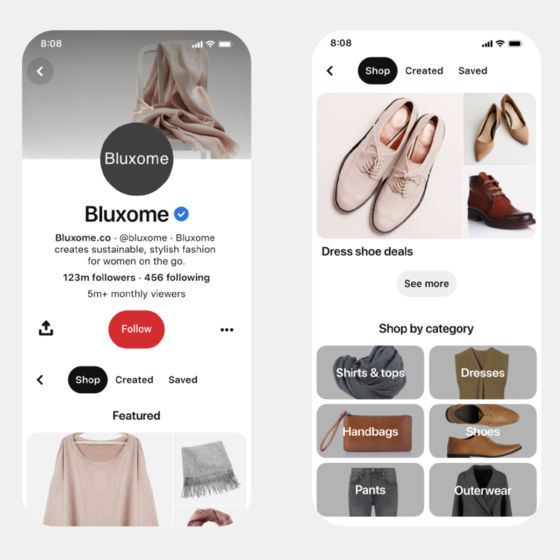 8:08
Bluxome
Bluxome
Bluxome.co · @bluxome · Bluxome
creates sustainable, stylish fashion
for women on the go.
123m followers · 456 following
5m+ monthly viewers
Follow
Shop Created Saved
Featured
8:08
Shop Created Saved
Dress shoe deals
See more
Shop by category
Shirts & tops
Dresses
Handbags
Shoes
Pants
Outerwear